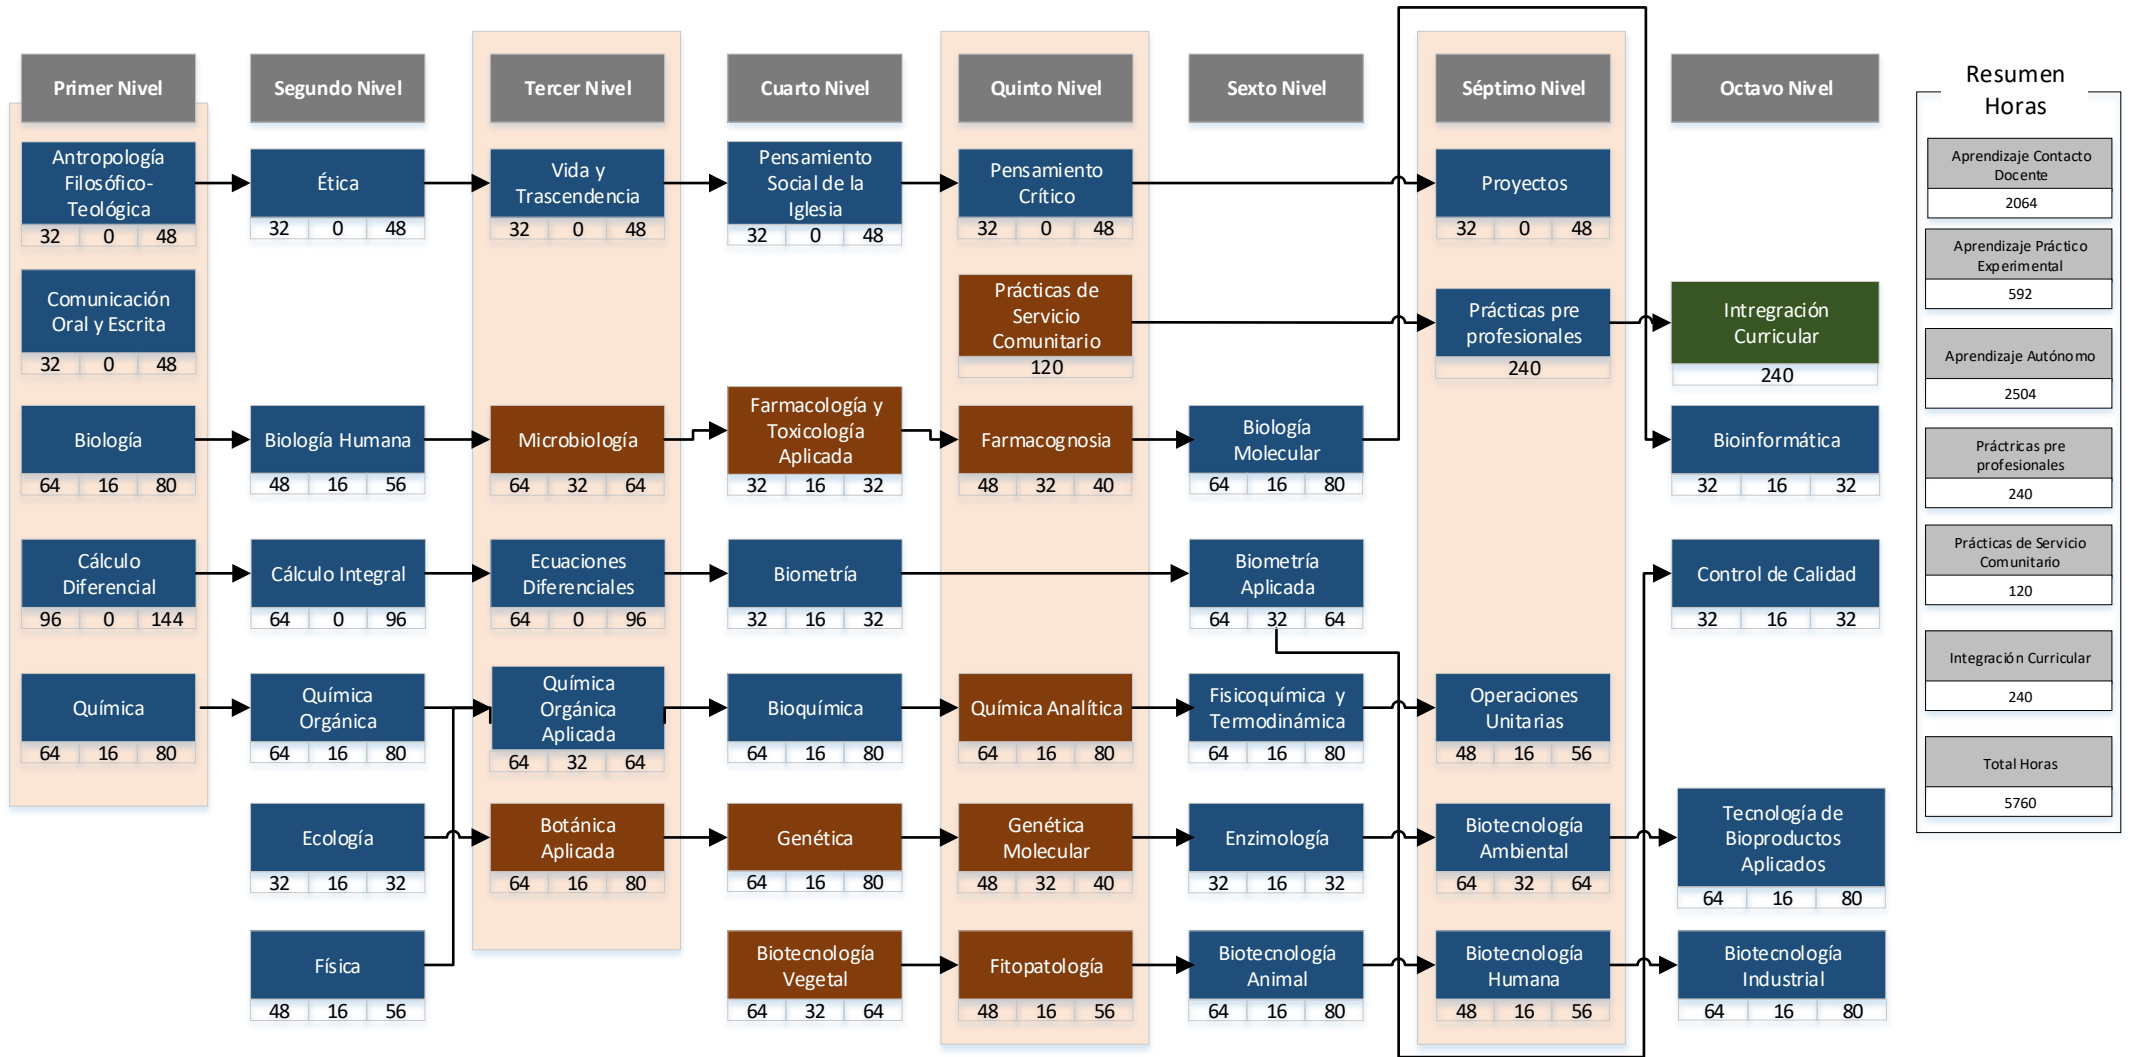 Primer Nivel
Segundo Nivel
Tercer Nivel
Cuarto Nivel
Quinto Nivel
Sexto Nivel
Séptimo Nivel
Octavo Nivel
Antropología
Filosófico-
Teológica
32 0 48
Ética
32 0 48
Vida y
Trascendencia
32 0 48
Pensamiento
Social de la
Iglesia
32 0 48
Pensamiento
Crítico
32 0 48
Proyectos
32 0 48
Comunicación
Oral y Escrita
32 0 48
Prácticas de
Servicio
Comunitario
120
Prácticas pre
profesionales
240
Intregración
Curricular
240
Biología
64 16 80
Biología Humana
48 16 56
Microbiología
64 32 64
Farmacología y
Toxicología
Aplicada
32 16 32
Farmacognosia
48 32 40
Biología
Molecular
64 16 80
Bioinformática
32 16 32
Cálculo
Diferencial
96 0 144
Cálculo Integral
64 0 96
Ecuaciones
Diferenciales
64 0 96
Biometría
32 16 32
Biometría
Aplicada
64 32 64
Control de Calidad
32 16 32
Química
64 16 80
Química
Orgánica
64 16 80
Química
Orgánica
Aplicada
64 32 64
Bioquímica
64 16 80
Química Analítica
64 16 80
Fisicoquímica y
Termodinámica
64 16 80
Operaciones
Unitarias
48 16 56
Ecología
32 16 32
Botánica
Aplicada
64 16 80
Genética
64 16 80
Genética
Molecular
48 32 40
Enzimología
32 16 32
Biotecnología
Ambiental
64 32 64
Tecnología de
Bioproductos
Aplicados
64 16 80
Física
48 16 56
Biotecnología
Vegetal
64 32 64
Fitopatología
48 16 56
Biotecnología
Animal
64 16 80
Biotecnología
Humana
48 16 56
Biotecnología
Industrial
64 16 80
Resumen
Horas
Aprendizaje Contacto
Docente
2064
Aprendizaje Práctico
Experimental
592
Aprendizaje Autónomo
2504
Práctricas pre
profesionales
240
Prácticas de Servicio
Comunitario
120
Integración Curricular
240
Total Horas
5760